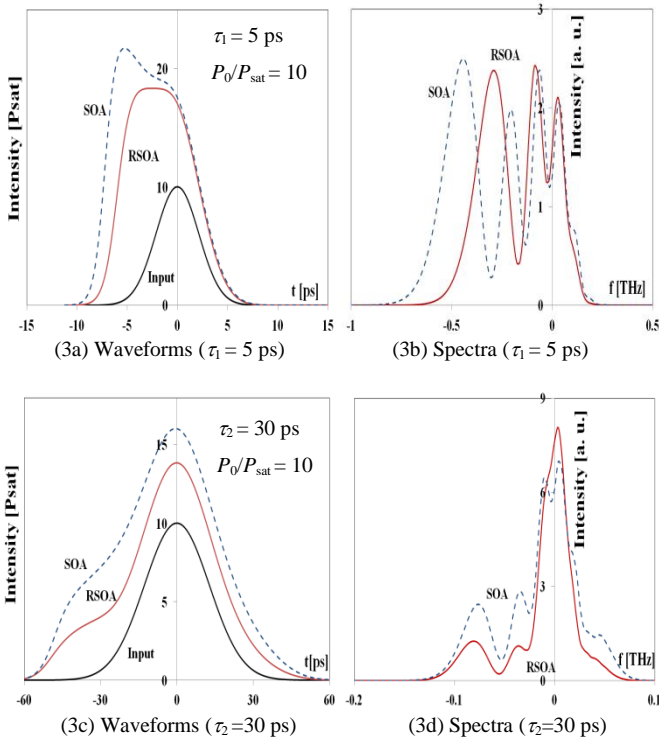 Intensity [Psat]
τ1 = 5 ps
P0/Psat = 10
20
SOA
RSOA
10
Input
t [ps]
0
-15 -10 -5 0 5 10 15
(3a) Waveforms (τ1 = 5 ps)
3
Intensity [a. u.]
RSOA
SOA
2
1
f [THz]
0
-1 -0.5 0 0.5
(3b) Spectra (τ1 = 5 ps)
Intensity [Psat]
τ2 = 30 ps
P0/Psat = 10
15
10
SOA
RSOA
5
Input
t[ps]
0
-60 -30 0 30 60
(3c) Waveforms (τ2=30 ps)
9
Intensity [a. u.]
6
3
SOA
f [THz]
RSOA
0
-0.2 -0.1 0 0.1
(3d) Spectra (τ2=30 ps)